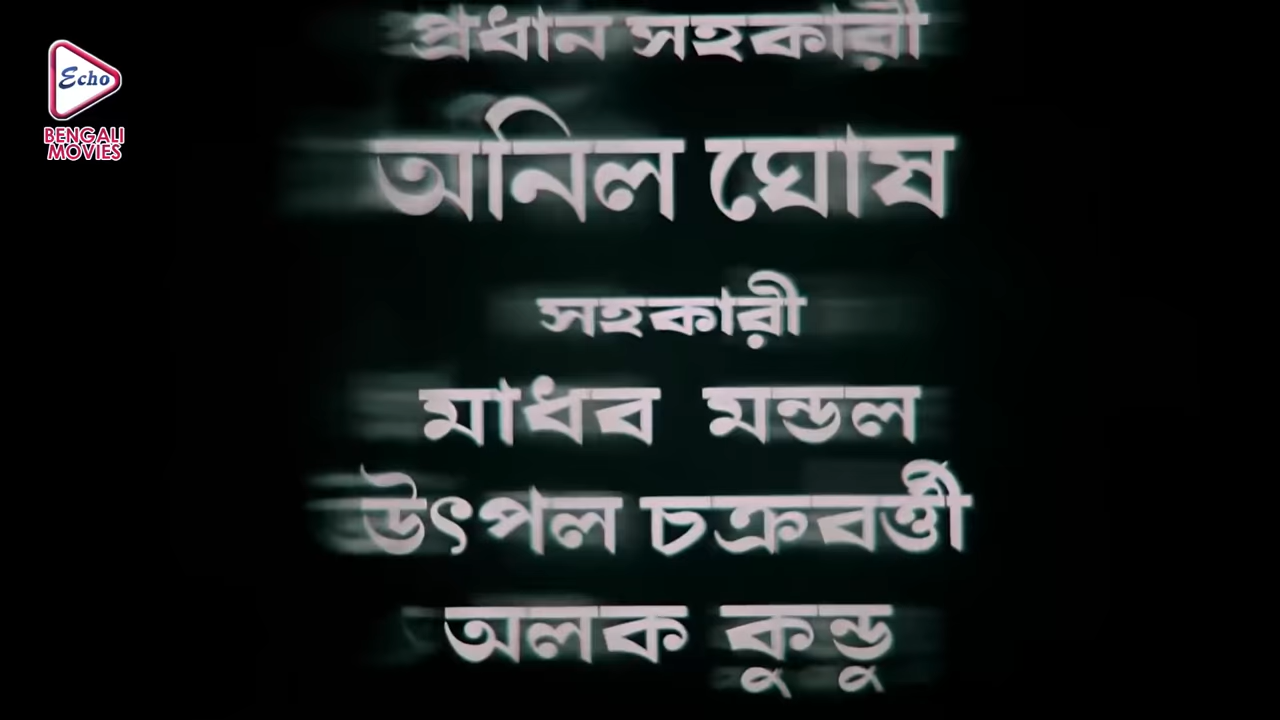 Echo
BENGALI
MOVIES
প্রধান সহকারী
অনিল ঘোষ
সহকারী
মাধব মন্ডল
উৎপল চক্রবর্ত্তী
অলক কুন্ডু